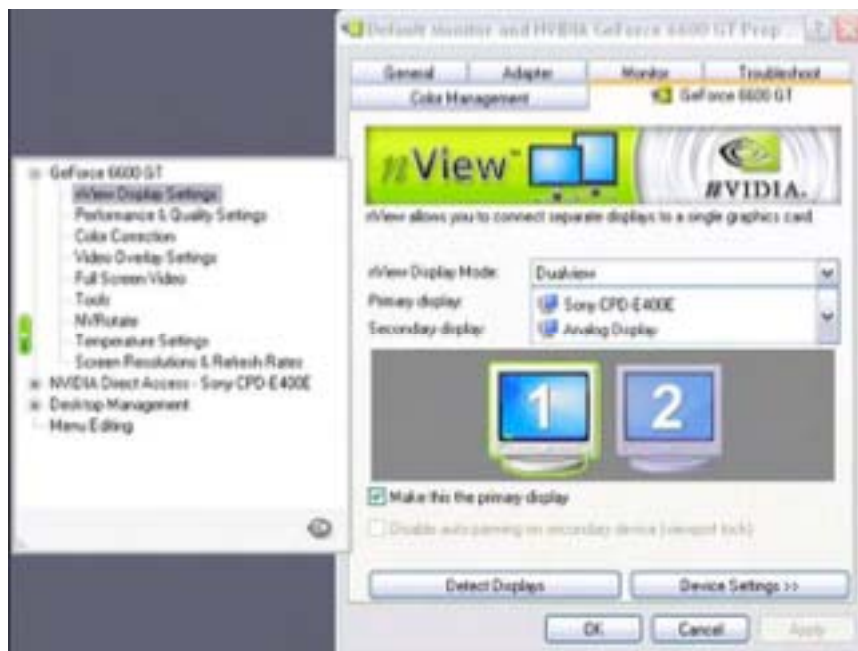 Default monitor and NVIDIA GeForce 6600 GT Prop...
General Adapter Monitor Troubleshoot
Color Management GeForce 6600 GT
nView™
NVIDIA.
nView allows you to connect separate displays to a single graphics card.
nView Display Mode: Dualview
Primary display: Sony CPD-E400E
Secondary display: Analog Display
1 2
Make this the primary display
Disable auto panning on secondary device (viewport lock)
Detect Displays Device Settings >>
OK Cancel Apply
GeForce 6600 GT
nView Display Settings
Performance & Quality Settings
Color Correction
Video Overlay Settings
Full Screen Video
Tools
NVRotate
Temperature Settings
Screen Resolutions & Refresh Rates
NVIDIA Direct Access - Sony CPD-E400E
Desktop Management
Menu Editing